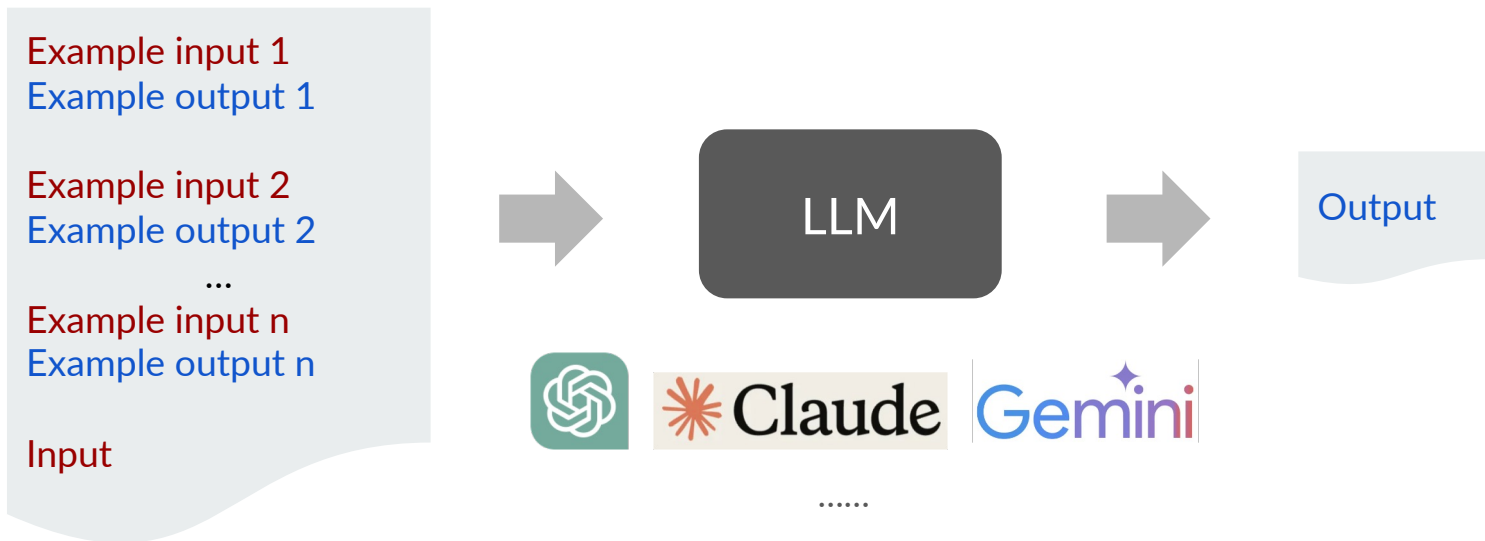 Example input 1
Example output 1
Example input 2
Example output 2
...
Example input n
Example output n
Input
LLM
Claude
Gemini
......
Output